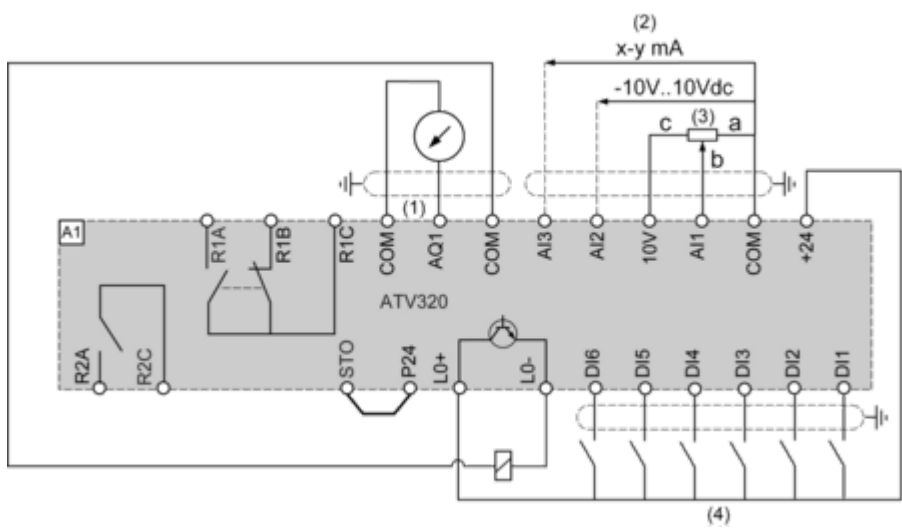 (2)
x-y mA
-10V..10Vdc
c (3) a
b
(1)
A1
R1A R1B R1C COM AQ1 COM AI3 AI2 10V AI1 COM +24
ATV320
R2A R2C STO P24 L0+ L0- DI6 DI5 DI4 DI3 DI2 DI1
(4)